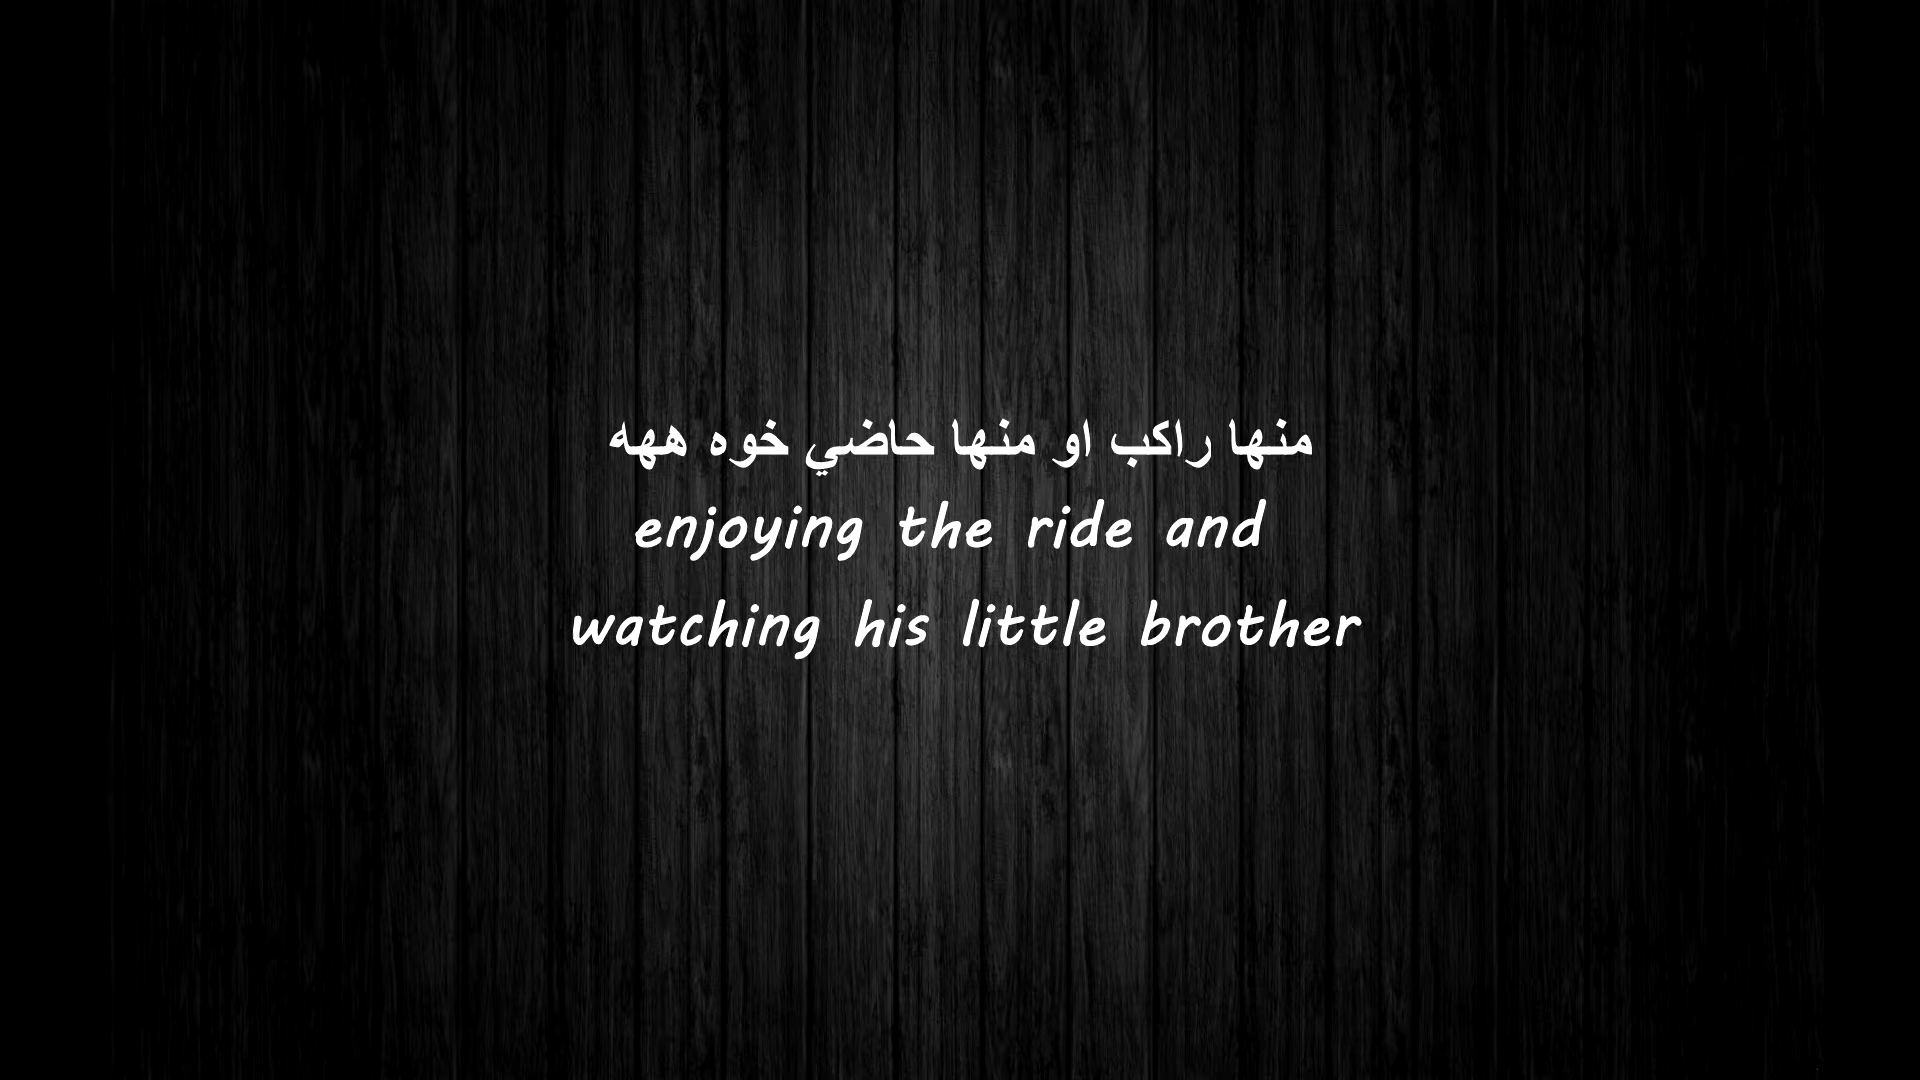 منها راكب او منها حاضي خوه ههه
enjoying the ride and
watching his little brother